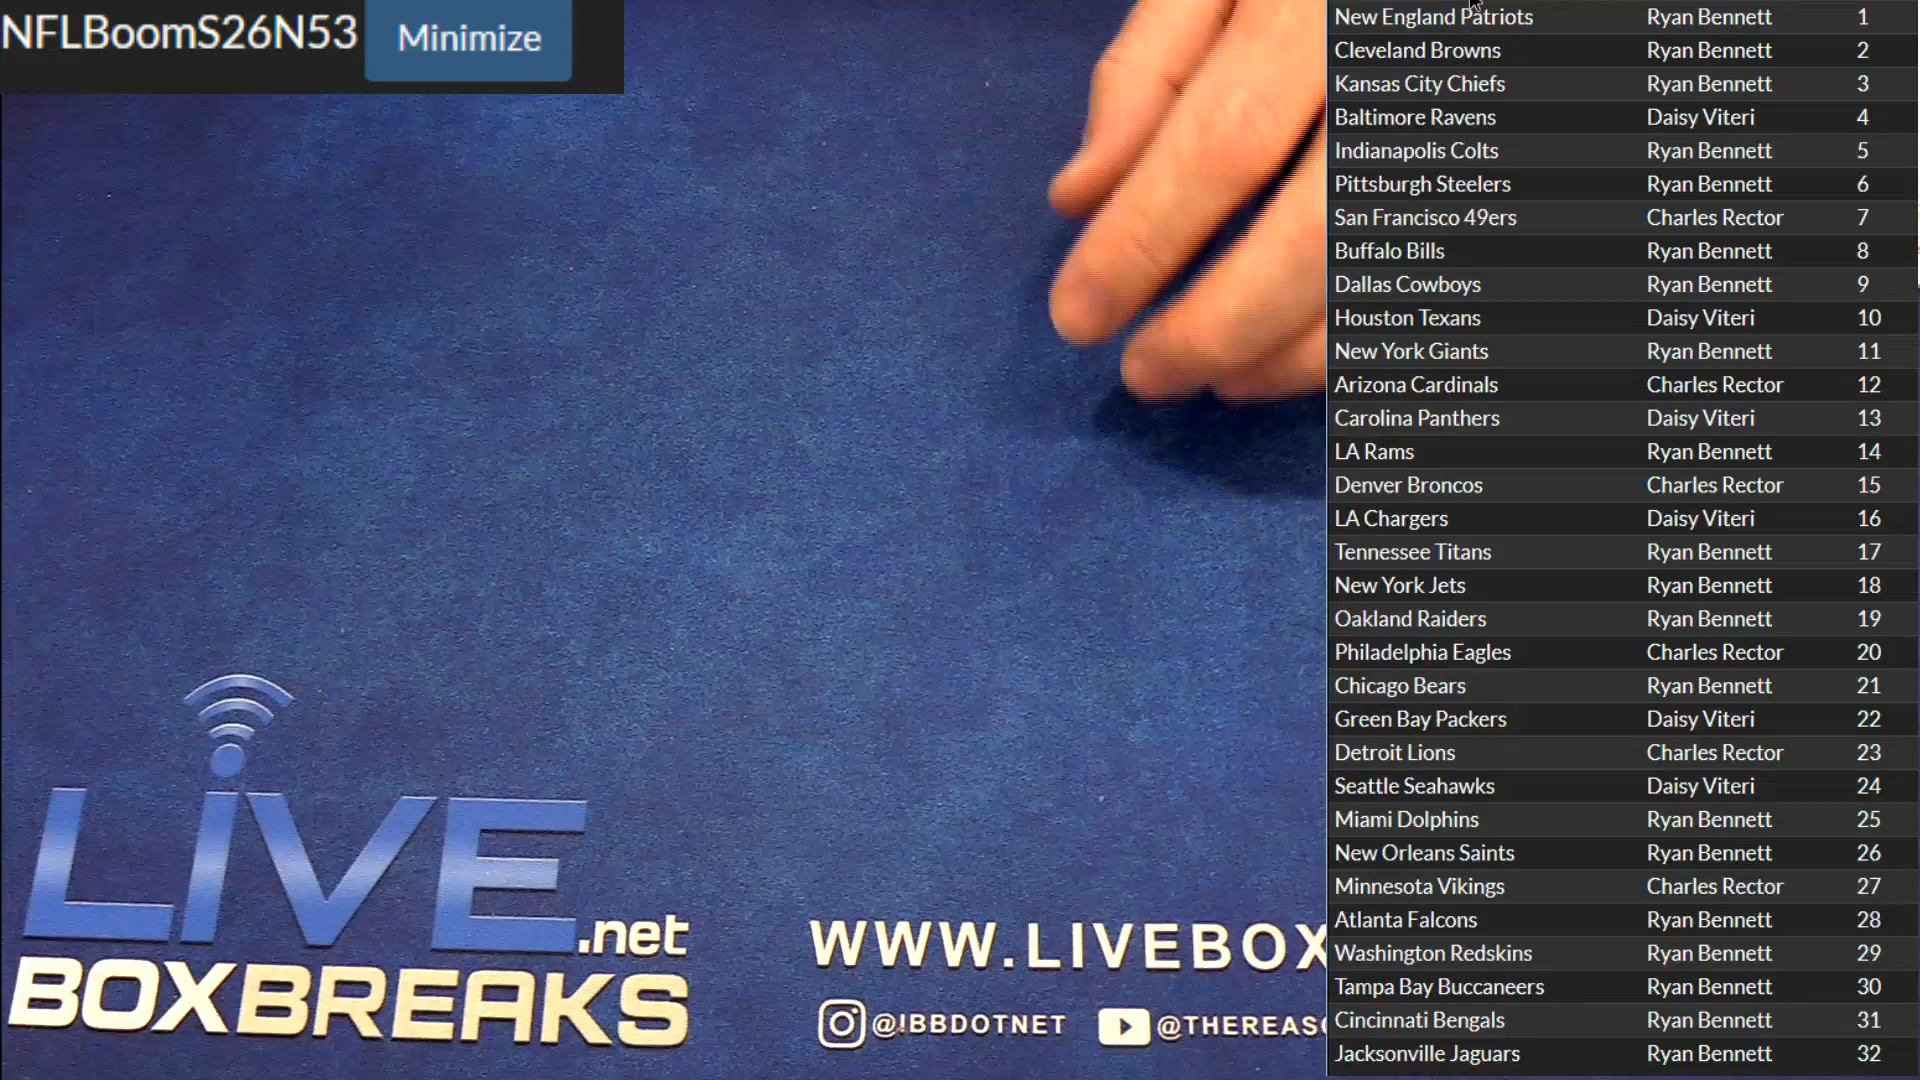 NFLBoomS26N53 Minimize
New England Patriots Ryan Bennett 1
Cleveland Browns Ryan Bennett 2
Kansas City Chiefs Ryan Bennett 3
Baltimore Ravens Daisy Viteri 4
Indianapolis Colts Ryan Bennett 5
Pittsburgh Steelers Ryan Bennett 6
San Francisco 49ers Charles Rector 7
Buffalo Bills Ryan Bennett 8
Dallas Cowboys Ryan Bennett 9
Houston Texans Daisy Viteri 10
New York Giants Ryan Bennett 11
Arizona Cardinals Charles Rector 12
Carolina Panthers Daisy Viteri 13
LA Rams Ryan Bennett 14
Denver Broncos Charles Rector 15
LA Chargers Daisy Viteri 16
Tennessee Titans Ryan Bennett 17
New York Jets Ryan Bennett 18
Oakland Raiders Ryan Bennett 19
Philadelphia Eagles Charles Rector 20
Chicago Bears Ryan Bennett 21
Green Bay Packers Daisy Viteri 22
Detroit Lions Charles Rector 23
Seattle Seahawks Daisy Viteri 24
Miami Dolphins Ryan Bennett 25
New Orleans Saints Ryan Bennett 26
Minnesota Vikings Charles Rector 27
Atlanta Falcons Ryan Bennett 28
Washington Redskins Ryan Bennett 29
Tampa Bay Buccaneers Ryan Bennett 30
Cincinnati Bengals Ryan Bennett 31
Jacksonville Jaguars Ryan Bennett 32
LiVE.net
BOXBREAKS
WWW.LIVEBOX
@IBBDOTNET @THEREAS